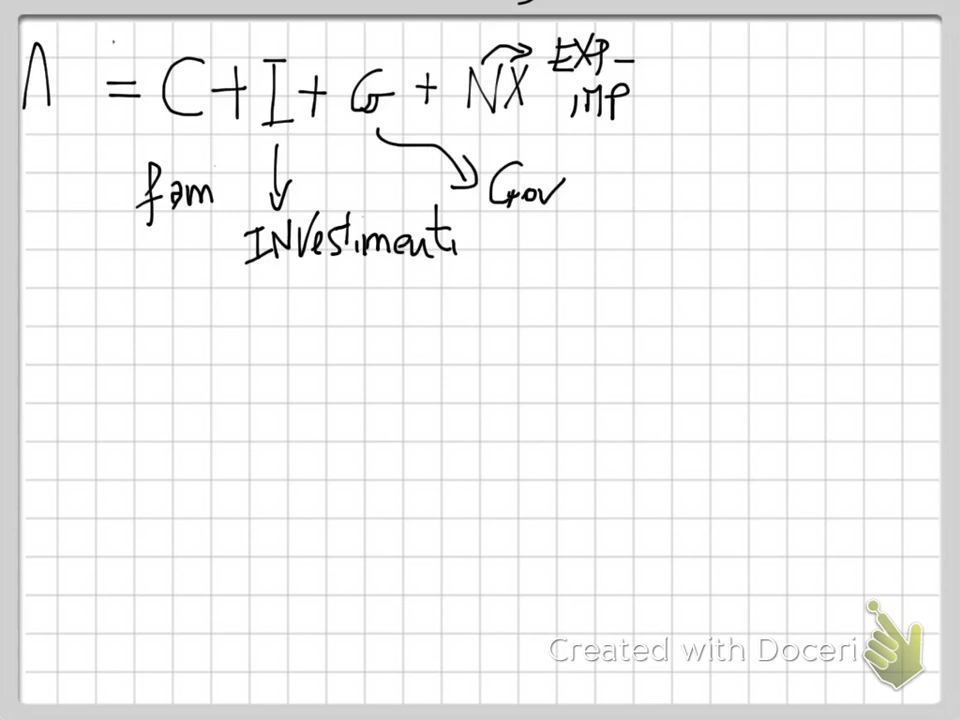 = C + I + G + NX EXP-
IMP
fam
Gov
INVestimenti
Created with Doceri